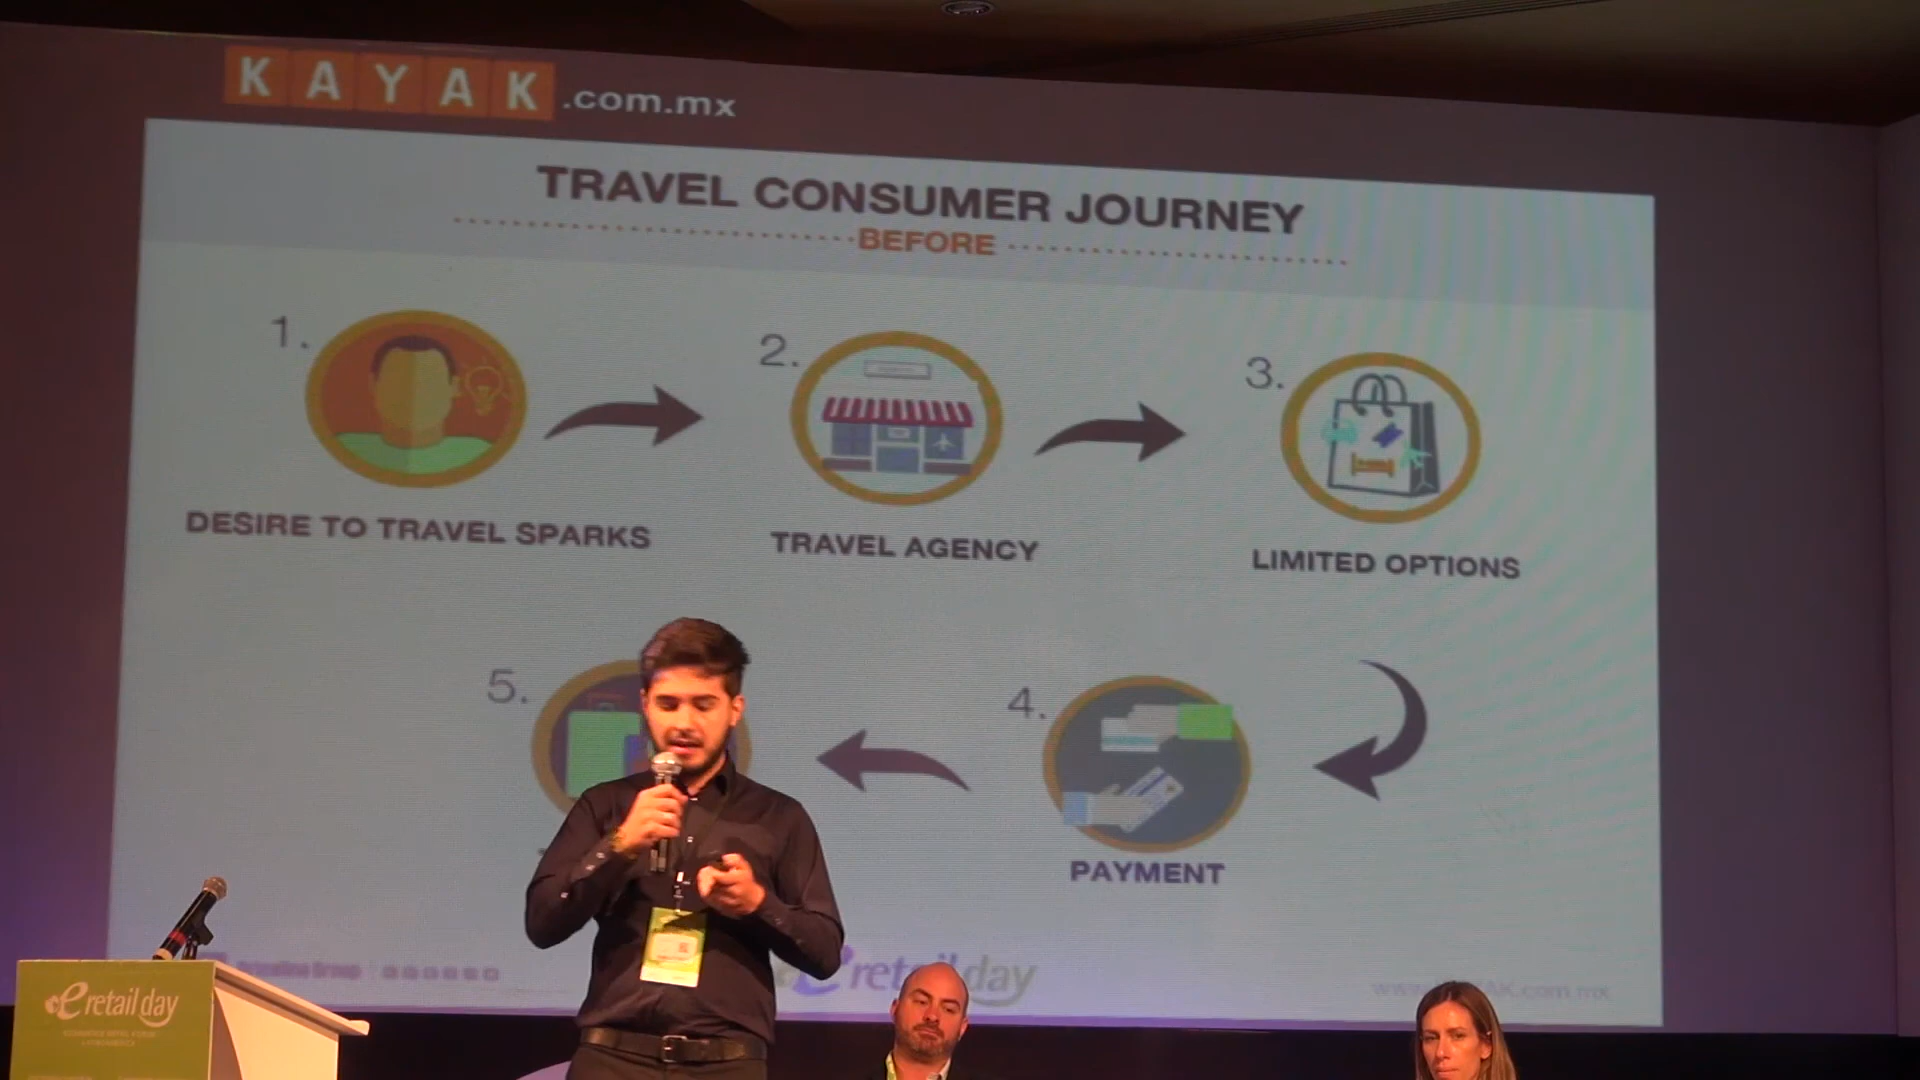 KAYAK.com.mx
TRAVEL CONSUMER JOURNEY
BEFORE
1.
2.
3.
DESIRE TO TRAVEL SPARKS
TRAVEL AGENCY
LIMITED OPTIONS
5.
4.
PAYMENT
eretail day
eretail day